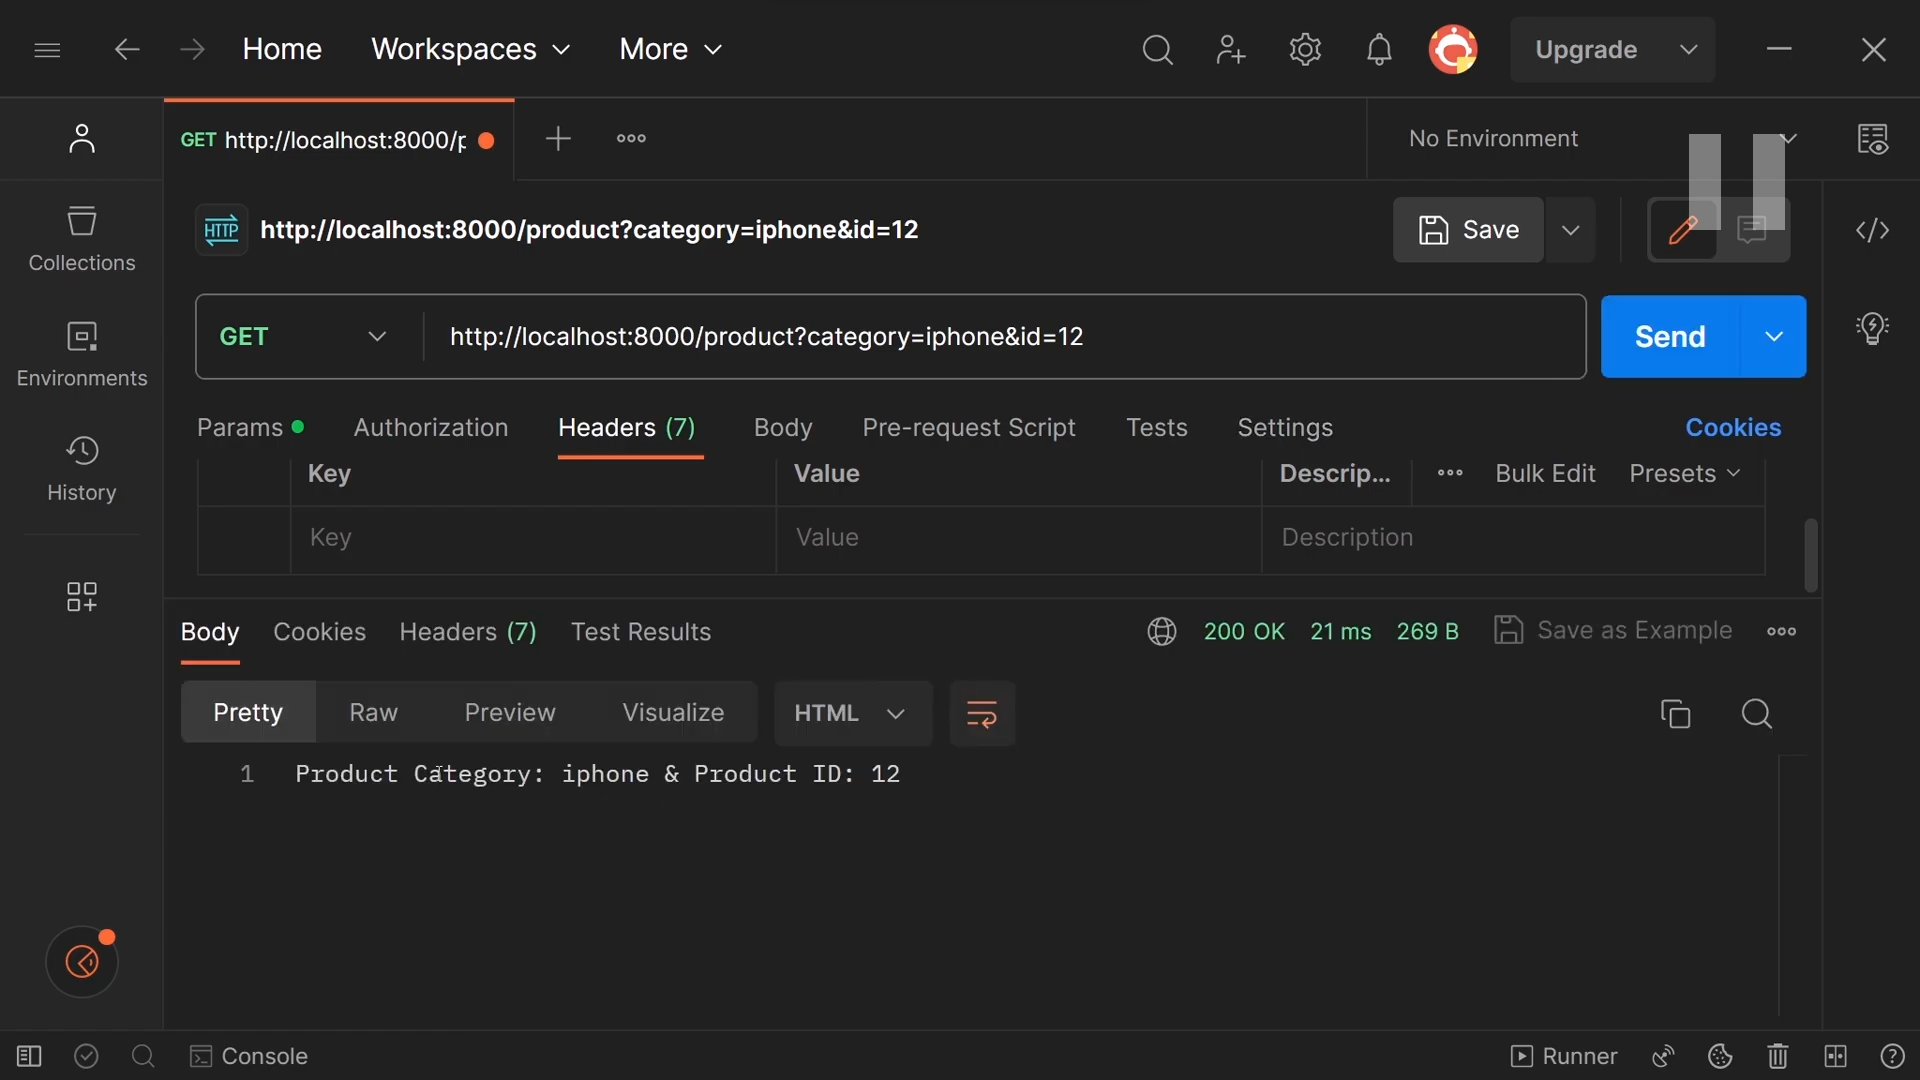 Home Workspaces More Upgrade
GET http://localhost:8000/p No Environment
HTTP http://localhost:8000/product?category=iphone&id=12 Save
Collections
GET http://localhost:8000/product?category=iphone&id=12 Send
Environments
Params Authorization Headers (7) Body Pre-request Script Tests Settings Cookies
Key Value Descrip... Bulk Edit Presets
History
Key Value Description
Body Cookies Headers (7) Test Results 200 OK 21 ms 269 B Save as Example
Pretty Raw Preview Visualize HTML
1 Product Category: iphone & Product ID: 12
Console Runner